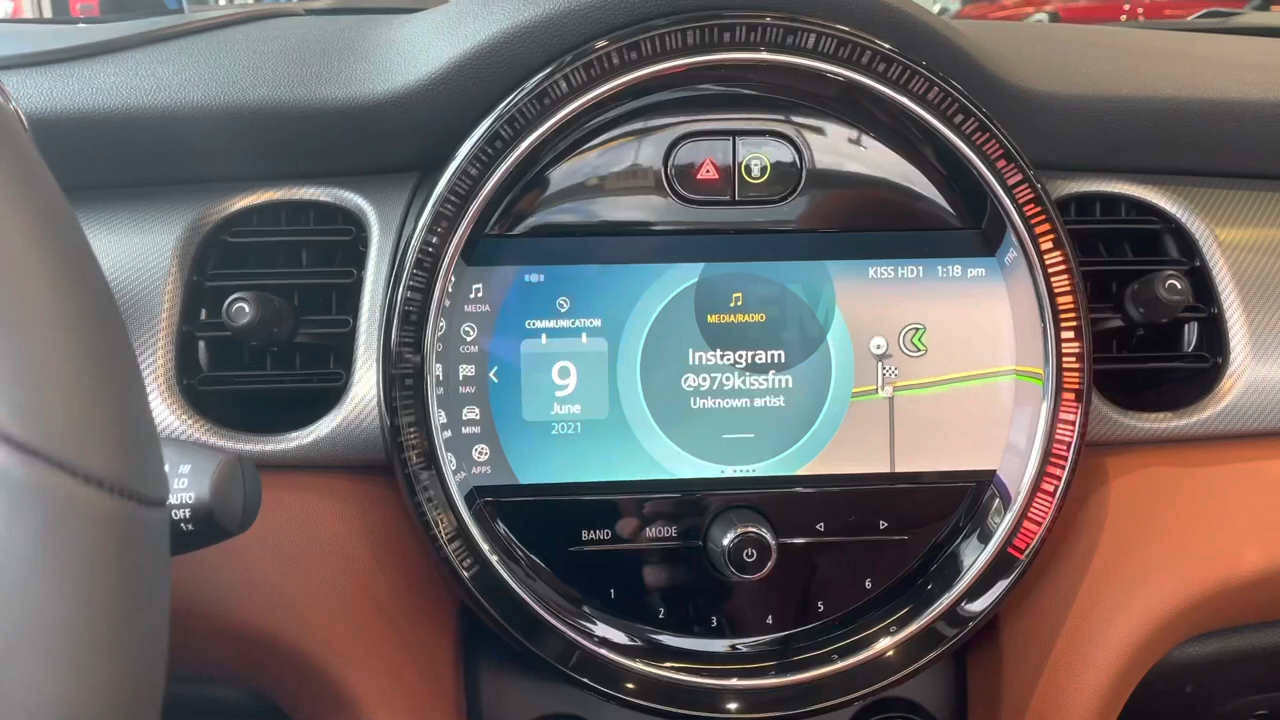 KISS HD1 1:18 pm
MEDIA
COM
NAV
MINI
APPS
COMMUNICATION
9
June
2021
MEDIA/RADIO
Instagram
@979kissfm
Unknown artist
HI
LO
AUTO
OFF
1x
BAND MODE
1 2 3 4 5 6